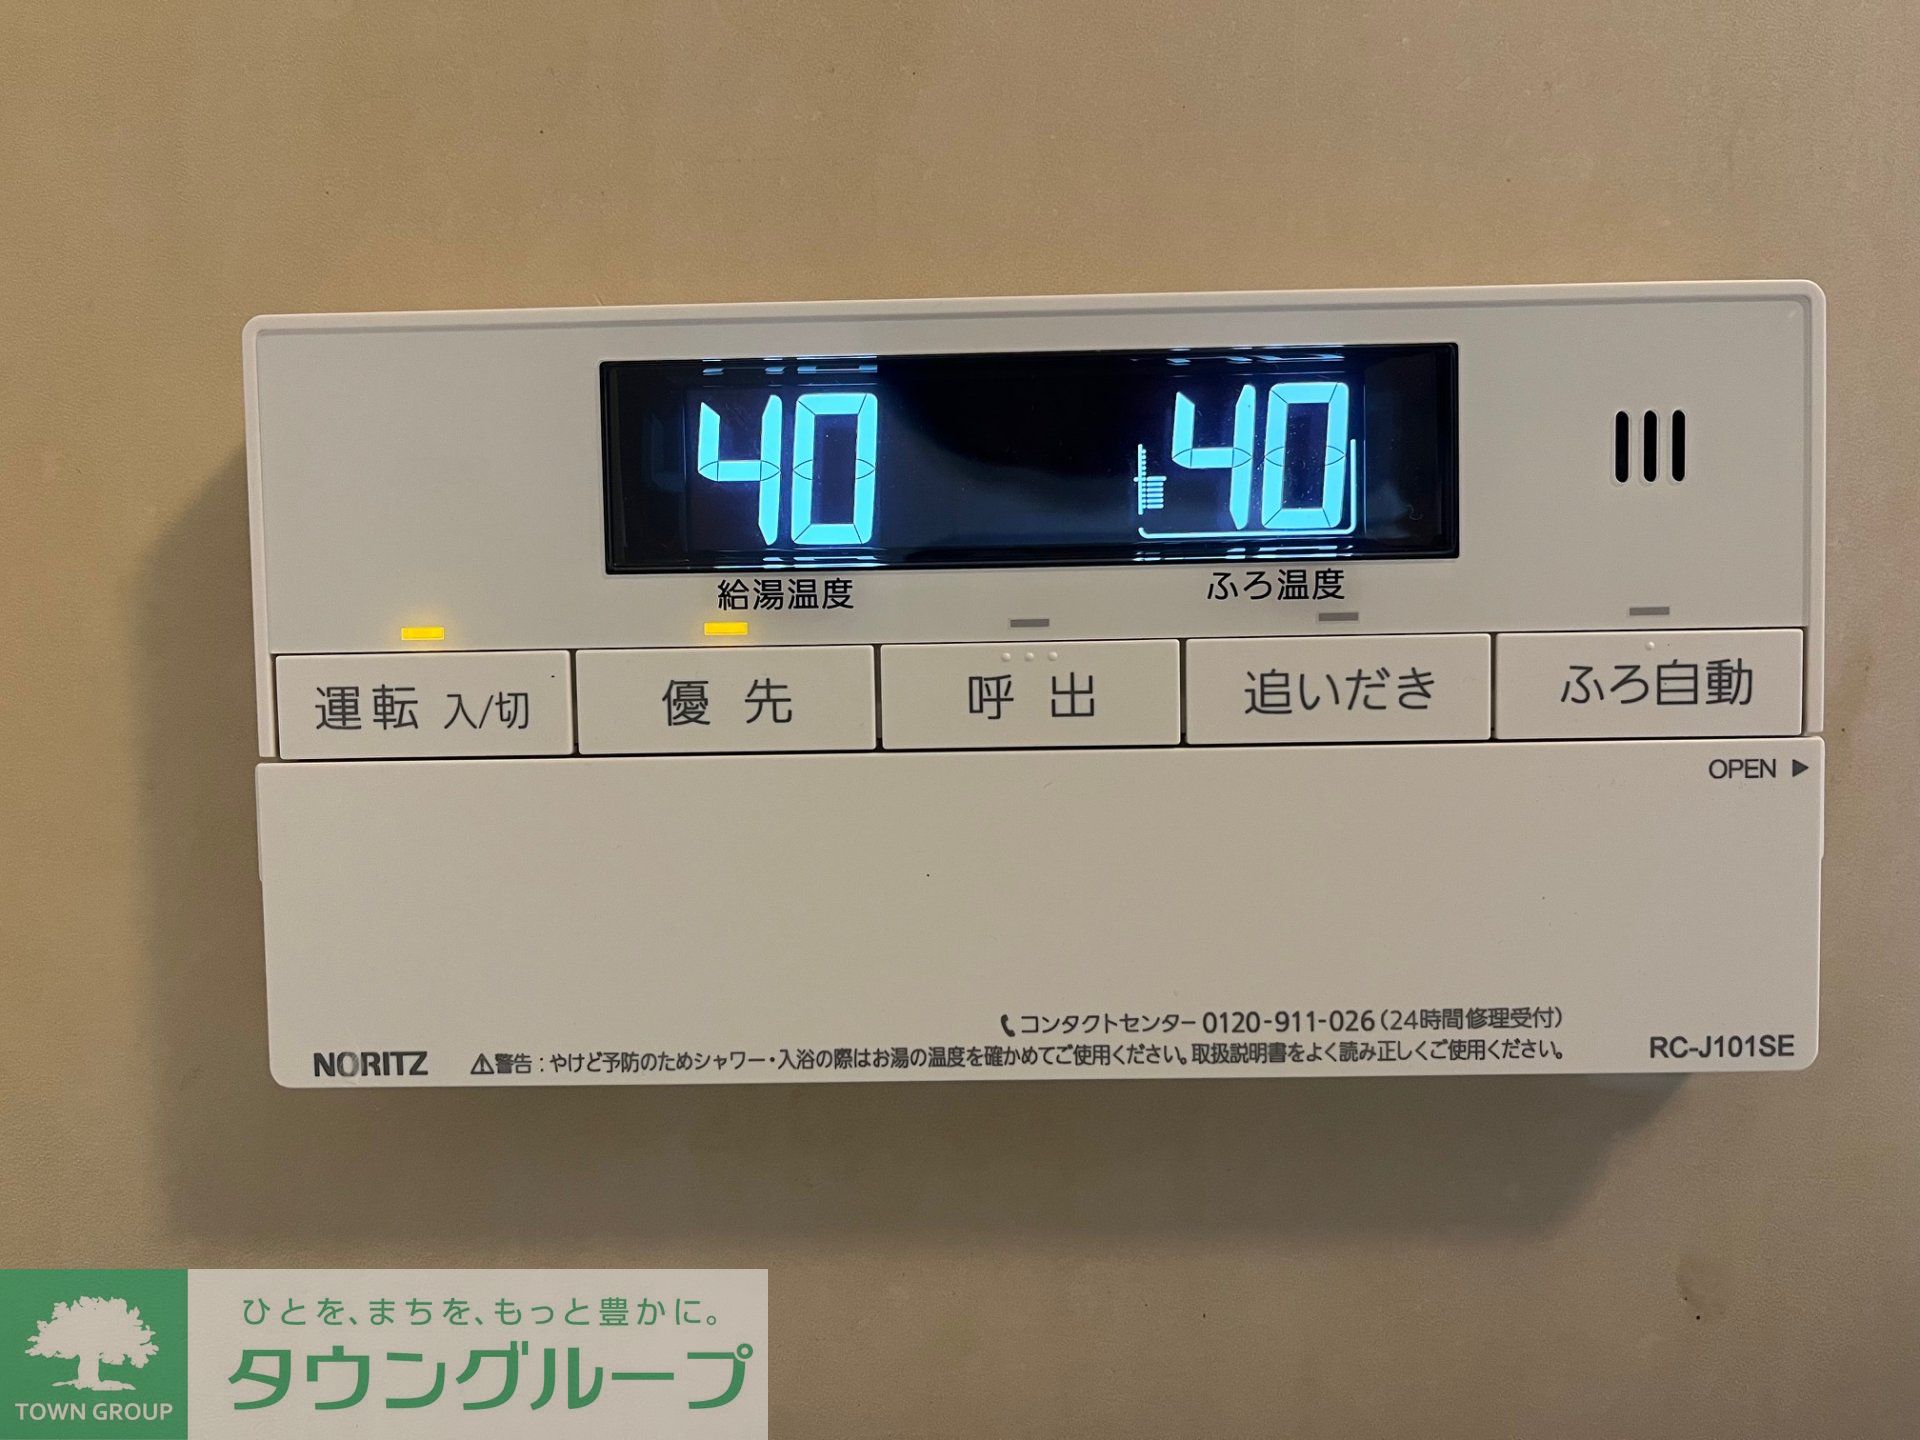 40 40
給湯温度 ふろ温度
運転 入/切 優先 呼出 追いだき ふろ自動
OPEN ▶
コンタクトセンター 0120-911-026(24時間修理受付)
NORITZ ⚠警告:やけど予防のためシャワー・入浴の際はお湯の温度を確かめてご使用ください。取扱説明書をよく読み正しくご使用ください。 RC-J101SE
ひとを、まちを、もっと豊かに。
タウングループ
TOWN GROUP